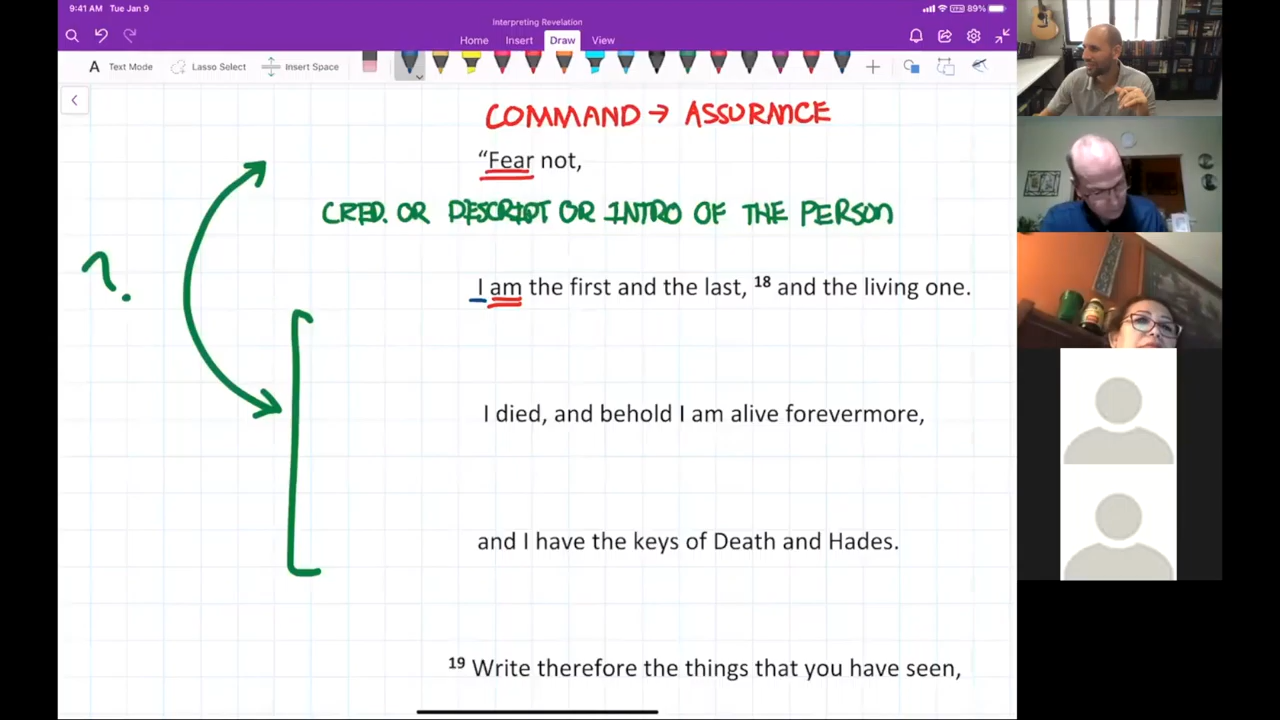 9:41 AM Tue Jan 9
89%
Interpreting Revelation
Home Insert Draw View
A Text Mode Lasso Select Insert Space
COMMAND → ASSURANCE
“Fear not,
CRED. OR DESCRIPT OR INTRO OF THE PERSON
?
I am the first and the last, 18 and the living one.
I died, and behold I am alive forevermore,
and I have the keys of Death and Hades.
19 Write therefore the things that you have seen,